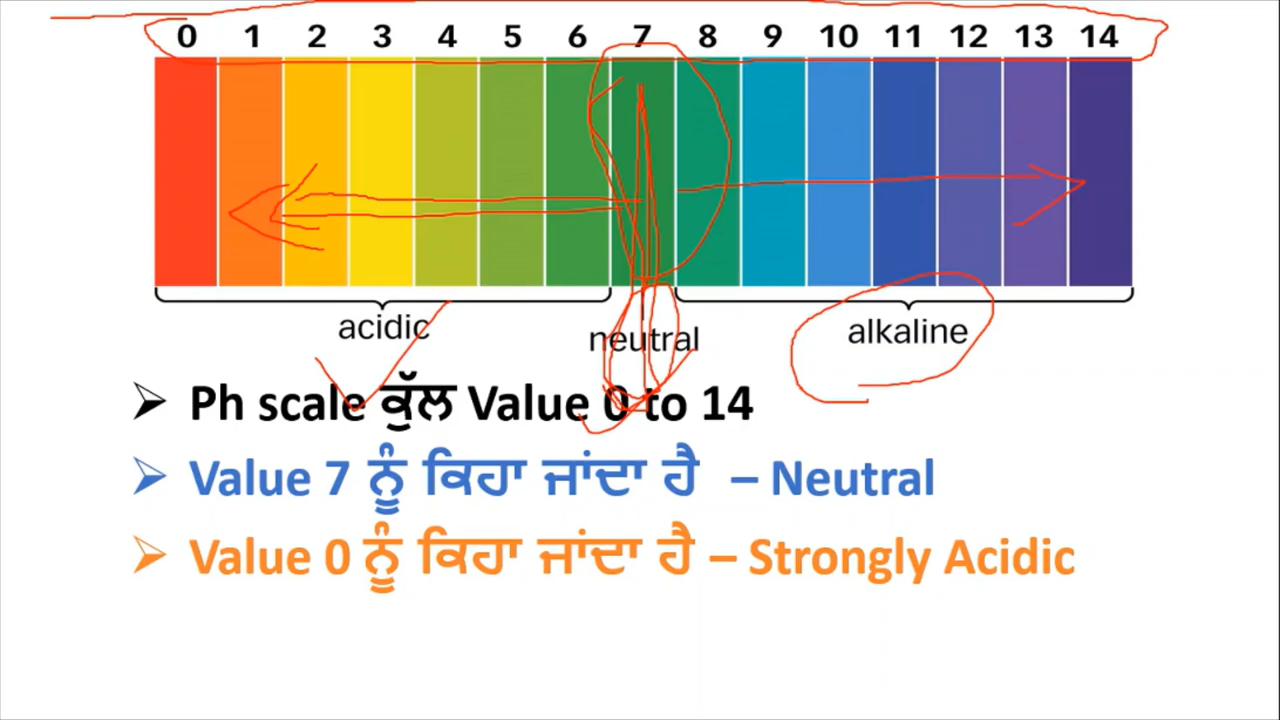 0 1 2 3 4 5 6 7 8 9 10 11 12 13 14
acidic neutral alkaline
Ph scale ਕੁੱਲ Value 0 to 14
Value 7 ਨੂੰ ਕਿਹਾ ਜਾਂਦਾ ਹੈ – Neutral
Value 0 ਨੂੰ ਕਿਹਾ ਜਾਂਦਾ ਹੈ – Strongly Acidic